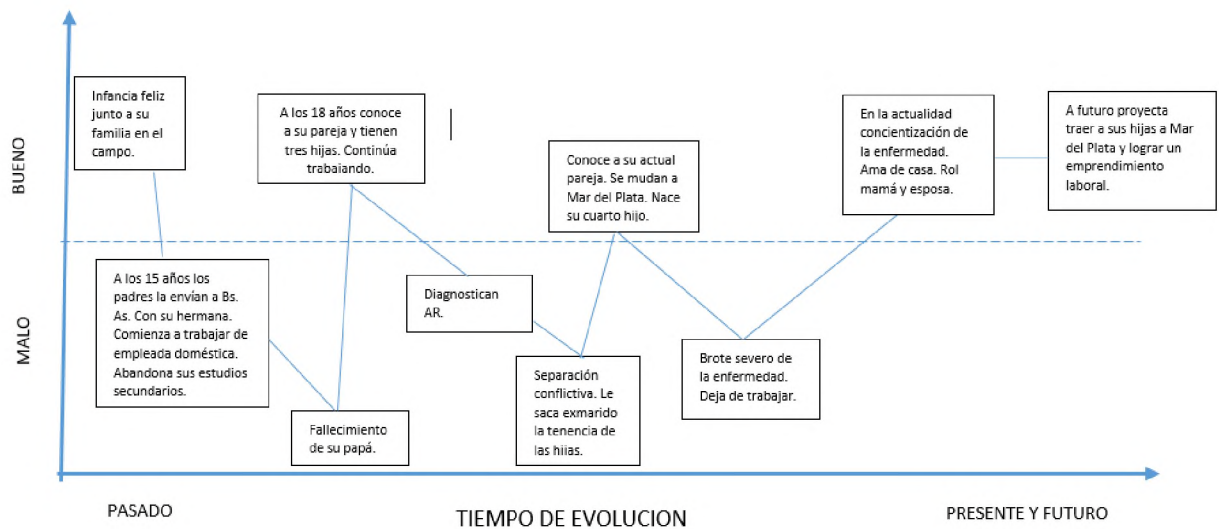 BUENO
MALO
Infancia feliz
junto a su
familia en el
campo.
A los 15 años los
padres la envían a Bs.
As. Con su hermana.
Comienza a trabajar de
empleada doméstica.
Abandona sus estudios
secundarios.
Fallecimiento
de su papá.
A los 18 años conoce
a su pareja y tienen
tres hijas. Continúa
trabajando.
Diagnostican
AR.
Separación
conflictiva. Le
saca exmarido
la tenencia de
las hijas.
Conoce a su actual
pareja. Se mudan a
Mar del Plata. Nace
su cuarto hijo.
Brote severo de
la enfermedad.
Deja de trabajar.
En la actualidad
concientización de
la enfermedad.
Ama de casa. Rol
mamá y esposa.
A futuro proyecta
traer a sus hijas a Mar
del Plata y lograr un
emprendimiento
laboral.
PASADO
TIEMPO DE EVOLUCION
PRESENTE Y FUTURO